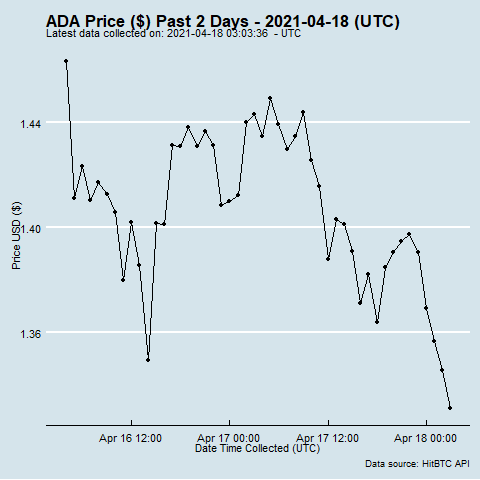 ADA Price ($) Past 2 Days - 2021-04-18 (UTC)
Latest data collected on: 2021-04-18 03:03:36 - UTC
1.44
1.40
1.36
Price USD ($)
Apr 16 12:00 Apr 17 00:00 Apr 17 12:00 Apr 18 00:00
Date Time Collected (UTC)
Data source: HitBTC API